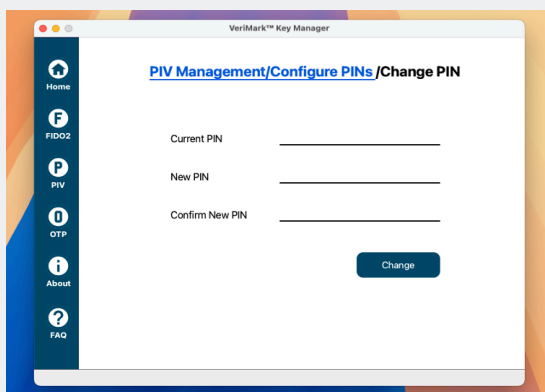 VeriMark™ Key Manager
PIV Management/Configure PINs /Change PIN
Home
F
FIDO2
P
PIV
O
OTP
i
About
?
FAQ
Current PIN
New PIN
Confirm New PIN
Change